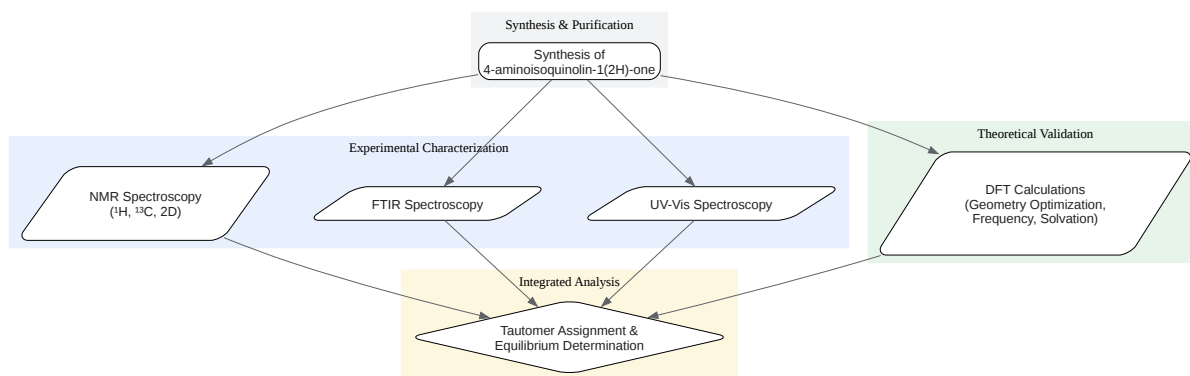 Synthesis & Purification
Synthesis of
4-aminoisoquinolin-1(2H)-one
Experimental Characterization
NMR Spectroscopy
(¹H, ¹³C, 2D)
FTIR Spectroscopy
UV-Vis Spectroscopy
Theoretical Validation
DFT Calculations
(Geometry Optimization,
Frequency, Solvation)
Integrated Analysis
Tautomer Assignment &
Equilibrium Determination